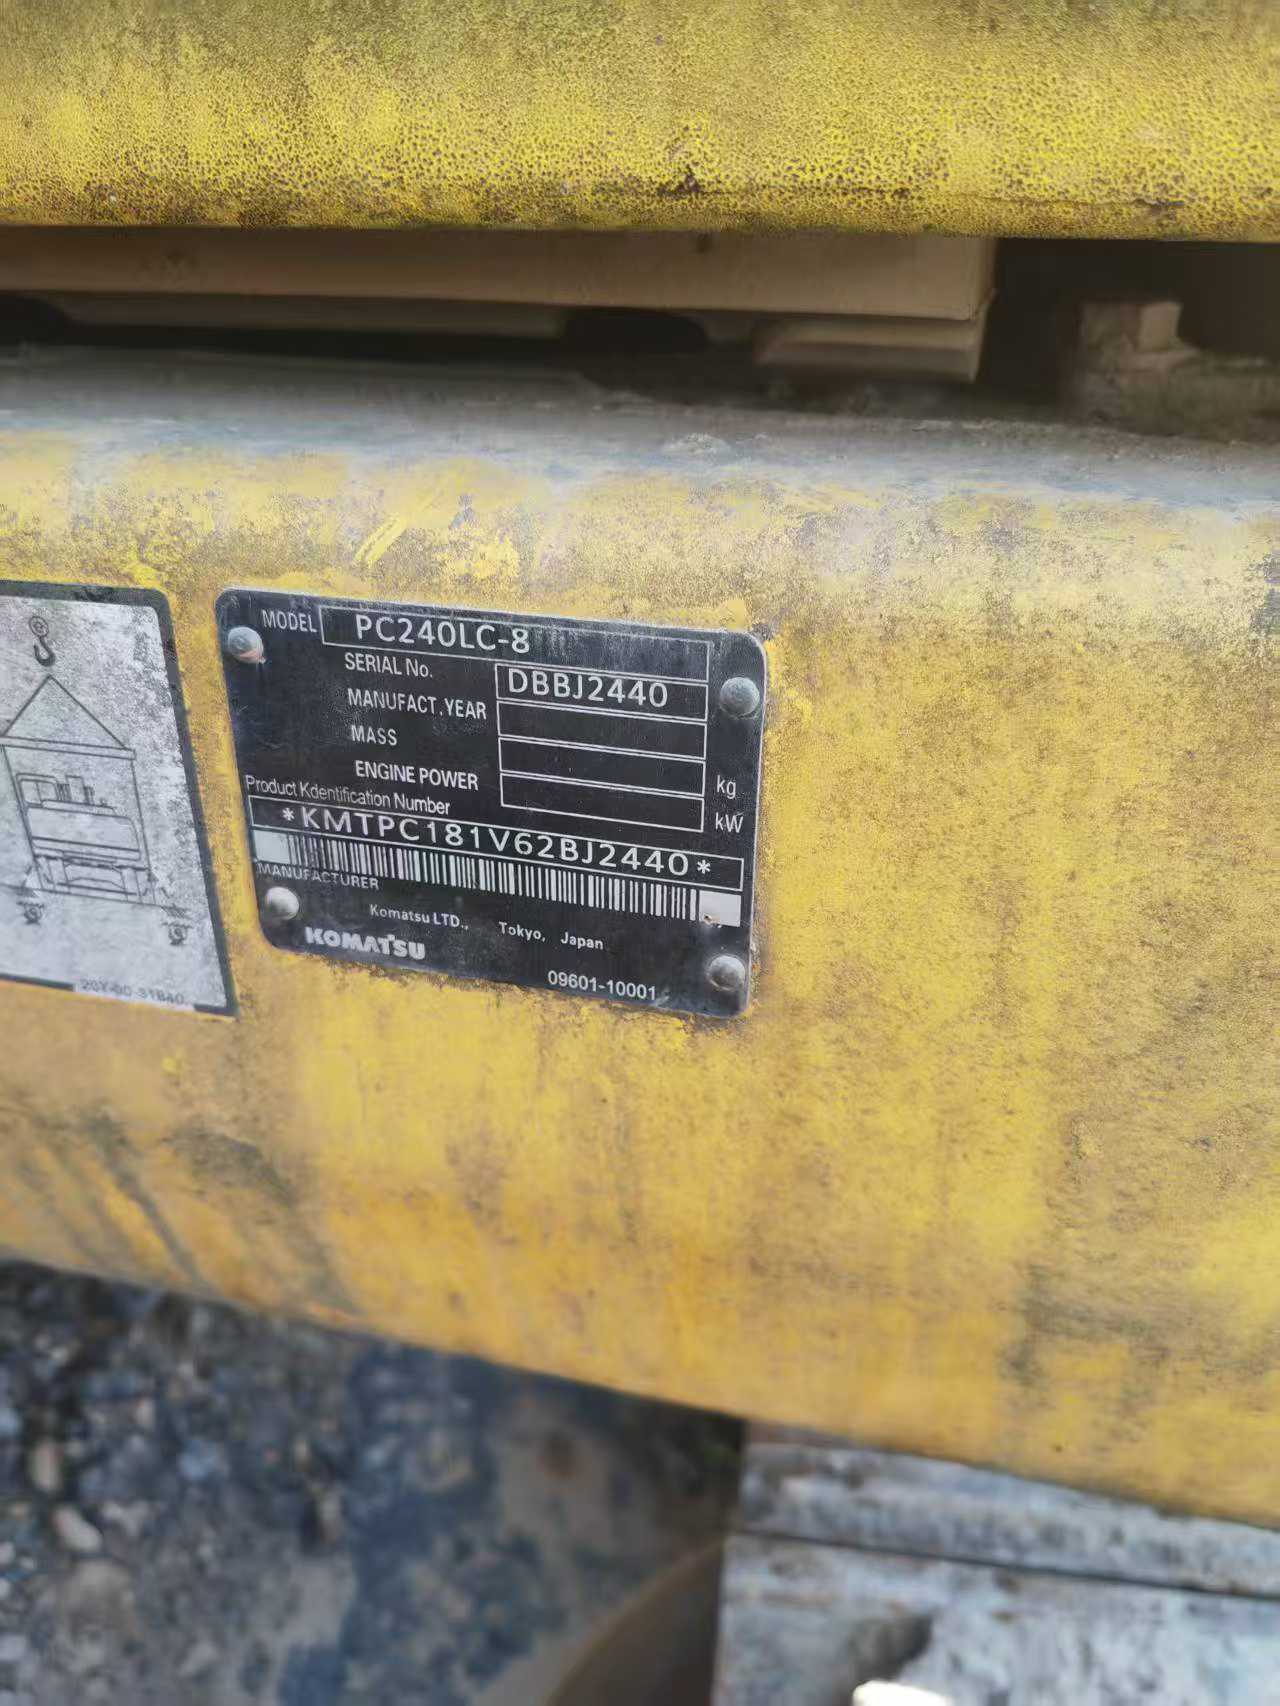 MODEL PC240LC-8
SERIAL No. DBBJ2440
MANUFACT.YEAR
MASS kg
ENGINE POWER kW
Product Kdentification Number
*KMTPC181V62BJ2440*
MANUFACTURER
Komatsu LTD., Tokyo, Japan
KOMATSU
09601-10001